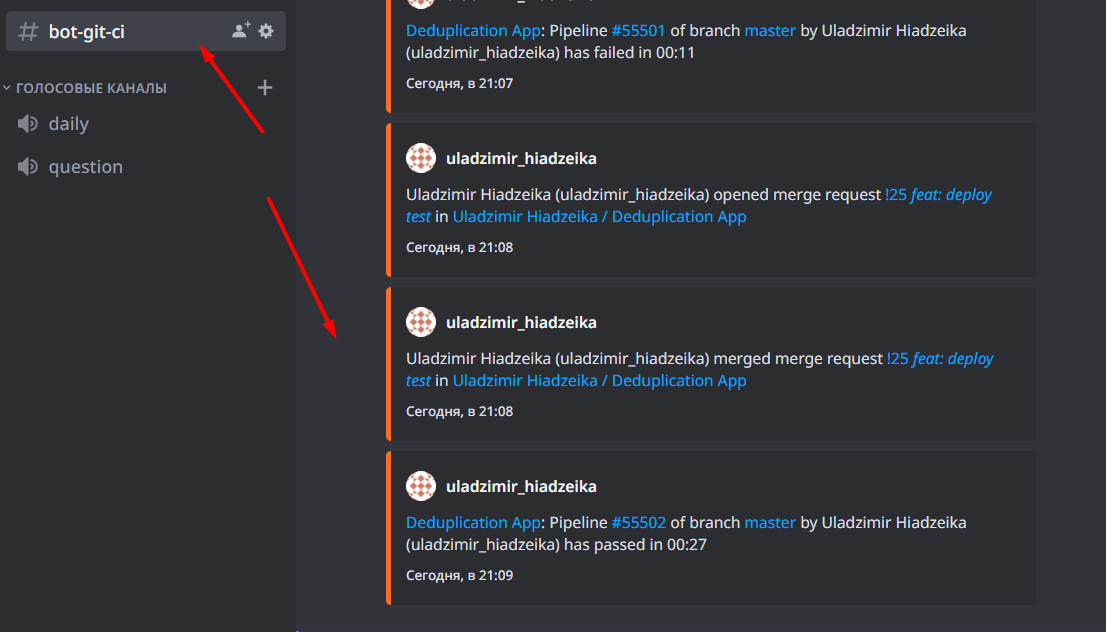 bot-git-ci
ГОЛОСОВЫЕ КАНАЛЫ
daily
question
Deduplication App: Pipeline #55501 of branch master by Uladzimir Hiadzeika
(uladzimir_hiadzeika) has failed in 00:11
Сегодня, в 21:07
uladzimir_hiadzeika
Uladzimir Hiadzeika (uladzimir_hiadzeika) opened merge request !25 feat: deploy
test in Uladzimir Hiadzeika / Deduplication App
Сегодня, в 21:08
uladzimir_hiadzeika
Uladzimir Hiadzeika (uladzimir_hiadzeika) merged merge request !25 feat: deploy
test in Uladzimir Hiadzeika / Deduplication App
Сегодня, в 21:08
uladzimir_hiadzeika
Deduplication App: Pipeline #55502 of branch master by Uladzimir Hiadzeika
(uladzimir_hiadzeika) has passed in 00:27
Сегодня, в 21:09